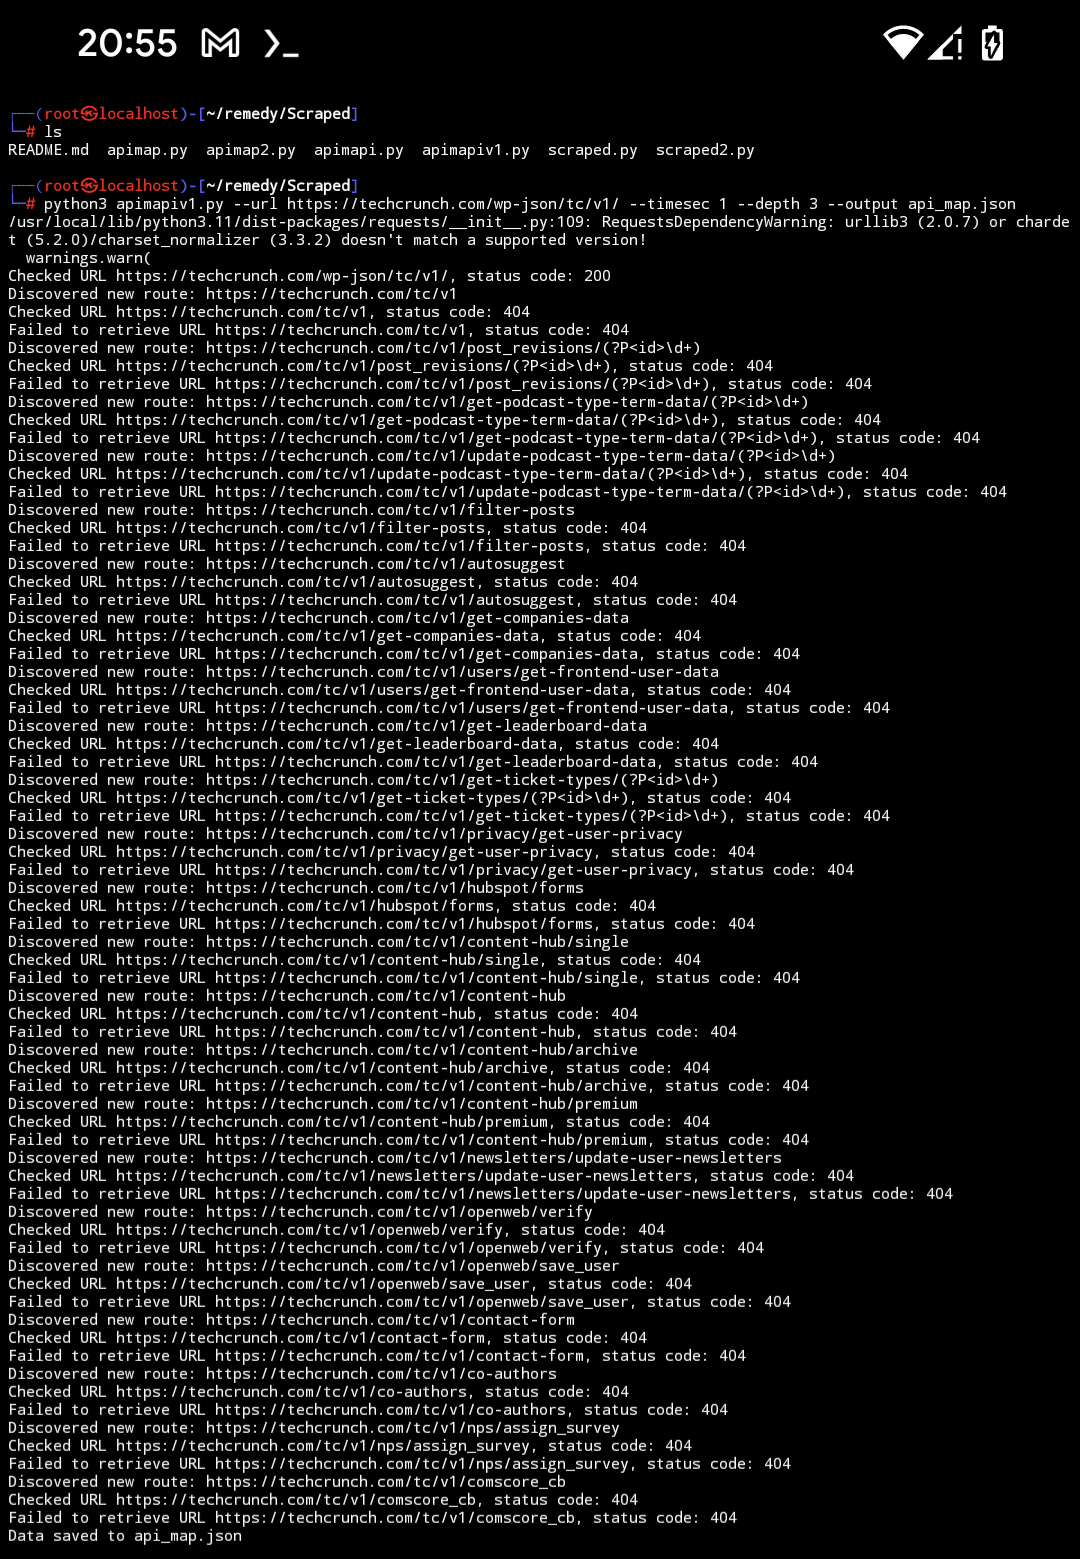 20:55
┌──(root㉿localhost)-[~/remedy/Scraped]
└─# ls
README.md  apimap.py  apimap2.py  apimapi.py  apimapiv1.py  scraped.py  scraped2.py
┌──(root㉿localhost)-[~/remedy/Scraped]
└─# python3 apimapiv1.py --url https://techcrunch.com/wp-json/tc/v1/ --timesec 1 --depth 3 --output api_map.json
/usr/local/lib/python3.11/dist-packages/requests/__init__.py:109: RequestsDependencyWarning: urllib3 (2.0.7) or charde
t (5.2.0)/charset_normalizer (3.3.2) doesn't match a supported version!
  warnings.warn(
Checked URL https://techcrunch.com/wp-json/tc/v1/, status code: 200
Discovered new route: https://techcrunch.com/tc/v1
Checked URL https://techcrunch.com/tc/v1, status code: 404
Failed to retrieve URL https://techcrunch.com/tc/v1, status code: 404
Discovered new route: https://techcrunch.com/tc/v1/post_revisions/(?P<id>\d+)
Checked URL https://techcrunch.com/tc/v1/post_revisions/(?P<id>\d+), status code: 404
Failed to retrieve URL https://techcrunch.com/tc/v1/post_revisions/(?P<id>\d+), status code: 404
Discovered new route: https://techcrunch.com/tc/v1/get-podcast-type-term-data/(?P<id>\d+)
Checked URL https://techcrunch.com/tc/v1/get-podcast-type-term-data/(?P<id>\d+), status code: 404
Failed to retrieve URL https://techcrunch.com/tc/v1/get-podcast-type-term-data/(?P<id>\d+), status code: 404
Discovered new route: https://techcrunch.com/tc/v1/update-podcast-type-term-data/(?P<id>\d+)
Checked URL https://techcrunch.com/tc/v1/update-podcast-type-term-data/(?P<id>\d+), status code: 404
Failed to retrieve URL https://techcrunch.com/tc/v1/update-podcast-type-term-data/(?P<id>\d+), status code: 404
Discovered new route: https://techcrunch.com/tc/v1/filter-posts
Checked URL https://techcrunch.com/tc/v1/filter-posts, status code: 404
Failed to retrieve URL https://techcrunch.com/tc/v1/filter-posts, status code: 404
Discovered new route: https://techcrunch.com/tc/v1/autosuggest
Checked URL https://techcrunch.com/tc/v1/autosuggest, status code: 404
Failed to retrieve URL https://techcrunch.com/tc/v1/autosuggest, status code: 404
Discovered new route: https://techcrunch.com/tc/v1/get-companies-data
Checked URL https://techcrunch.com/tc/v1/get-companies-data, status code: 404
Failed to retrieve URL https://techcrunch.com/tc/v1/get-companies-data, status code: 404
Discovered new route: https://techcrunch.com/tc/v1/users/get-frontend-user-data
Checked URL https://techcrunch.com/tc/v1/users/get-frontend-user-data, status code: 404
Failed to retrieve URL https://techcrunch.com/tc/v1/users/get-frontend-user-data, status code: 404
Discovered new route: https://techcrunch.com/tc/v1/get-leaderboard-data
Checked URL https://techcrunch.com/tc/v1/get-leaderboard-data, status code: 404
Failed to retrieve URL https://techcrunch.com/tc/v1/get-leaderboard-data, status code: 404
Discovered new route: https://techcrunch.com/tc/v1/get-ticket-types/(?P<id>\d+)
Checked URL https://techcrunch.com/tc/v1/get-ticket-types/(?P<id>\d+), status code: 404
Failed to retrieve URL https://techcrunch.com/tc/v1/get-ticket-types/(?P<id>\d+), status code: 404
Discovered new route: https://techcrunch.com/tc/v1/privacy/get-user-privacy
Checked URL https://techcrunch.com/tc/v1/privacy/get-user-privacy, status code: 404
Failed to retrieve URL https://techcrunch.com/tc/v1/privacy/get-user-privacy, status code: 404
Discovered new route: https://techcrunch.com/tc/v1/hubspot/forms
Checked URL https://techcrunch.com/tc/v1/hubspot/forms, status code: 404
Failed to retrieve URL https://techcrunch.com/tc/v1/hubspot/forms, status code: 404
Discovered new route: https://techcrunch.com/tc/v1/content-hub/single
Checked URL https://techcrunch.com/tc/v1/content-hub/single, status code: 404
Failed to retrieve URL https://techcrunch.com/tc/v1/content-hub/single, status code: 404
Discovered new route: https://techcrunch.com/tc/v1/content-hub
Checked URL https://techcrunch.com/tc/v1/content-hub, status code: 404
Failed to retrieve URL https://techcrunch.com/tc/v1/content-hub, status code: 404
Discovered new route: https://techcrunch.com/tc/v1/content-hub/archive
Checked URL https://techcrunch.com/tc/v1/content-hub/archive, status code: 404
Failed to retrieve URL https://techcrunch.com/tc/v1/content-hub/archive, status code: 404
Discovered new route: https://techcrunch.com/tc/v1/content-hub/premium
Checked URL https://techcrunch.com/tc/v1/content-hub/premium, status code: 404
Failed to retrieve URL https://techcrunch.com/tc/v1/content-hub/premium, status code: 404
Discovered new route: https://techcrunch.com/tc/v1/newsletters/update-user-newsletters
Checked URL https://techcrunch.com/tc/v1/newsletters/update-user-newsletters, status code: 404
Failed to retrieve URL https://techcrunch.com/tc/v1/newsletters/update-user-newsletters, status code: 404
Discovered new route: https://techcrunch.com/tc/v1/openweb/verify
Checked URL https://techcrunch.com/tc/v1/openweb/verify, status code: 404
Failed to retrieve URL https://techcrunch.com/tc/v1/openweb/verify, status code: 404
Discovered new route: https://techcrunch.com/tc/v1/openweb/save_user
Checked URL https://techcrunch.com/tc/v1/openweb/save_user, status code: 404
Failed to retrieve URL https://techcrunch.com/tc/v1/openweb/save_user, status code: 404
Discovered new route: https://techcrunch.com/tc/v1/contact-form
Checked URL https://techcrunch.com/tc/v1/contact-form, status code: 404
Failed to retrieve URL https://techcrunch.com/tc/v1/contact-form, status code: 404
Discovered new route: https://techcrunch.com/tc/v1/co-authors
Checked URL https://techcrunch.com/tc/v1/co-authors, status code: 404
Failed to retrieve URL https://techcrunch.com/tc/v1/co-authors, status code: 404
Discovered new route: https://techcrunch.com/tc/v1/nps/assign_survey
Checked URL https://techcrunch.com/tc/v1/nps/assign_survey, status code: 404
Failed to retrieve URL https://techcrunch.com/tc/v1/nps/assign_survey, status code: 404
Discovered new route: https://techcrunch.com/tc/v1/comscore_cb
Checked URL https://techcrunch.com/tc/v1/comscore_cb, status code: 404
Failed to retrieve URL https://techcrunch.com/tc/v1/comscore_cb, status code: 404
Data saved to api_map.json